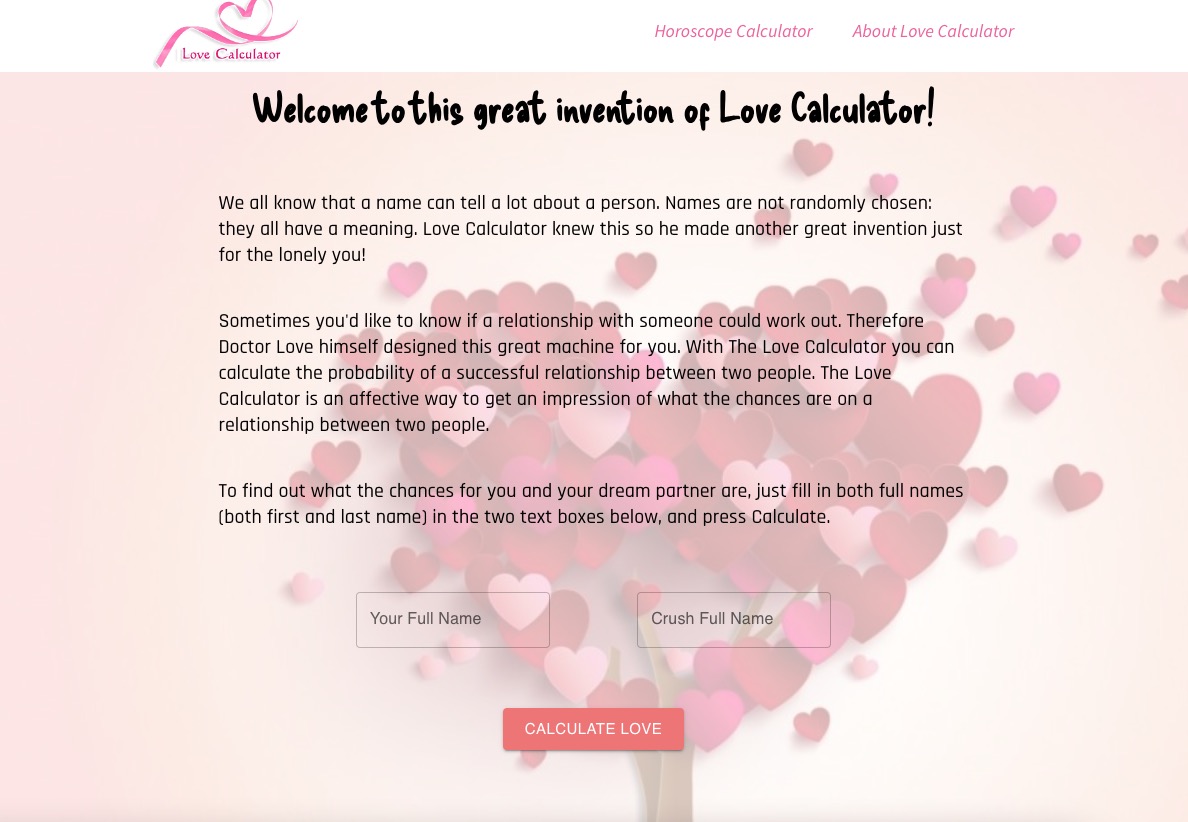 Love Calculator
Horoscope Calculator
About Love Calculator
Welcome to this great invention of Love Calculator!
We all know that a name can tell a lot about a person. Names are not randomly chosen:
they all have a meaning. Love Calculator knew this so he made another great invention just
for the lonely you!
Sometimes you'd like to know if a relationship with someone could work out. Therefore
Doctor Love himself designed this great machine for you. With The Love Calculator you can
calculate the probability of a successful relationship between two people. The Love
Calculator is an affective way to get an impression of what the chances are on a
relationship between two people.
To find out what the chances for you and your dream partner are, just fill in both full names
(both first and last name) in the two text boxes below, and press Calculate.
Your Full Name
Crush Full Name
CALCULATE LOVE